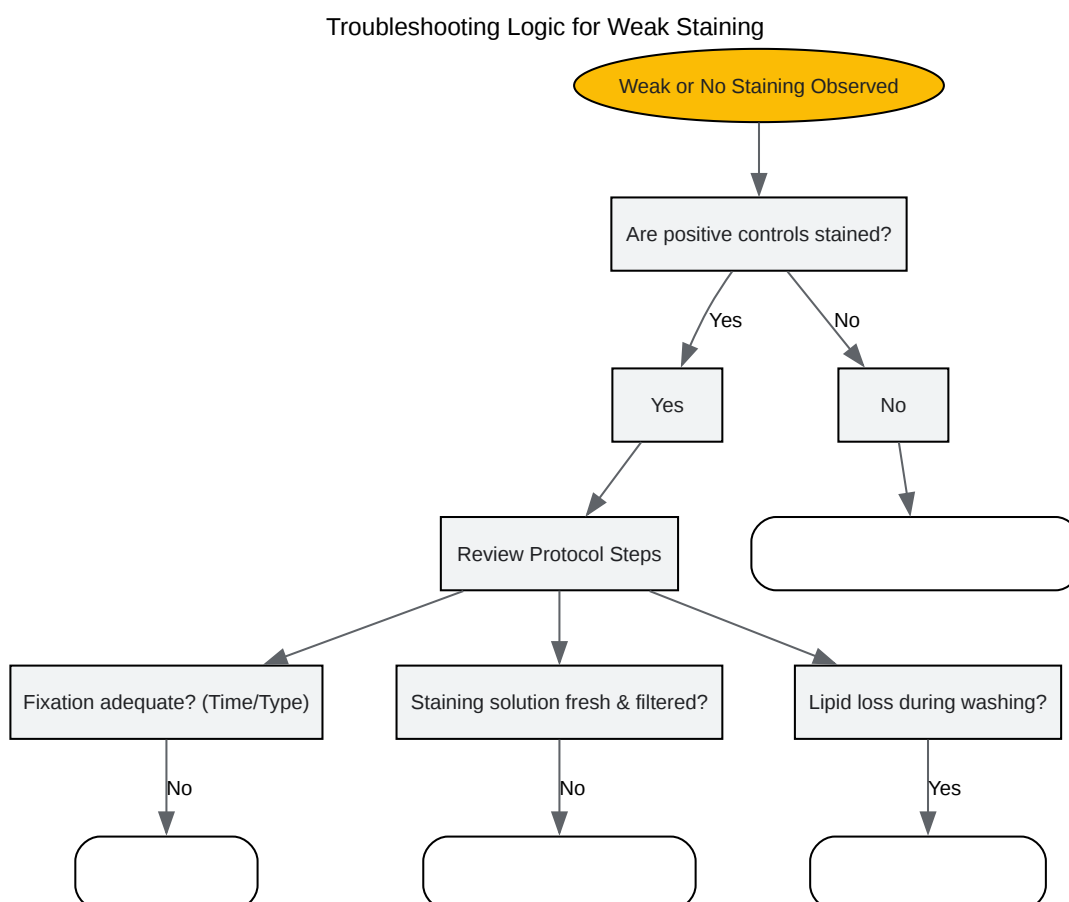 Troubleshooting Logic for Weak Staining
Weak or No Staining Observed
Are positive controls stained?
Yes
No
Yes
No
Review Protocol Steps
Fixation adequate? (Time/Type)
Staining solution fresh & filtered?
Lipid loss during washing?
No
No
Yes